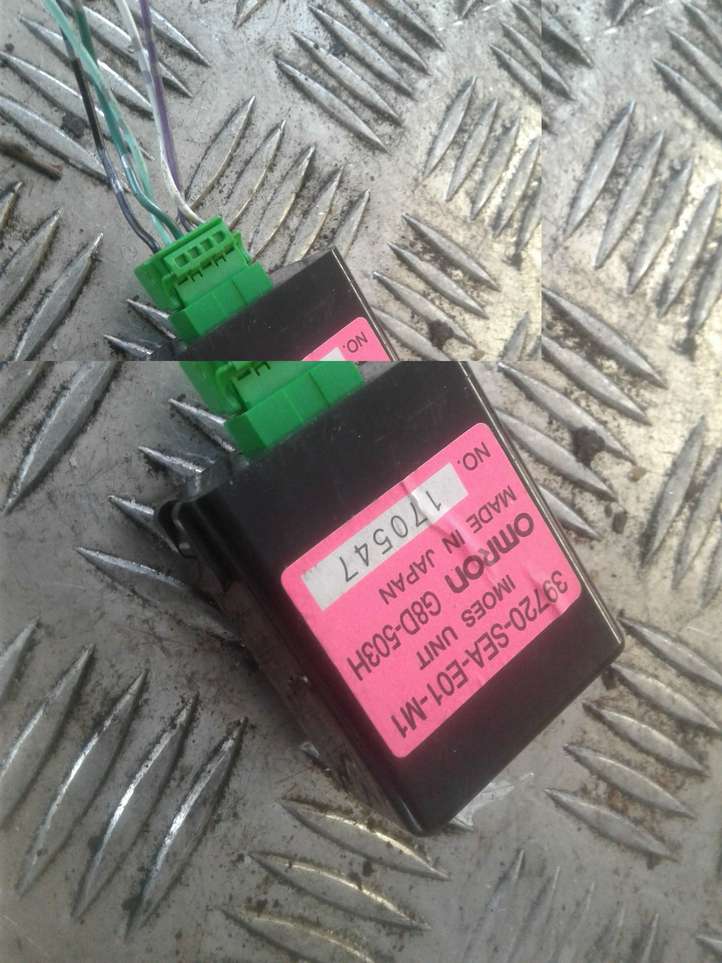 39720-SEA-E01-M1
IMOES UNIT
omron G8D-503H
MADE IN JAPAN
NO. 170547
NO.